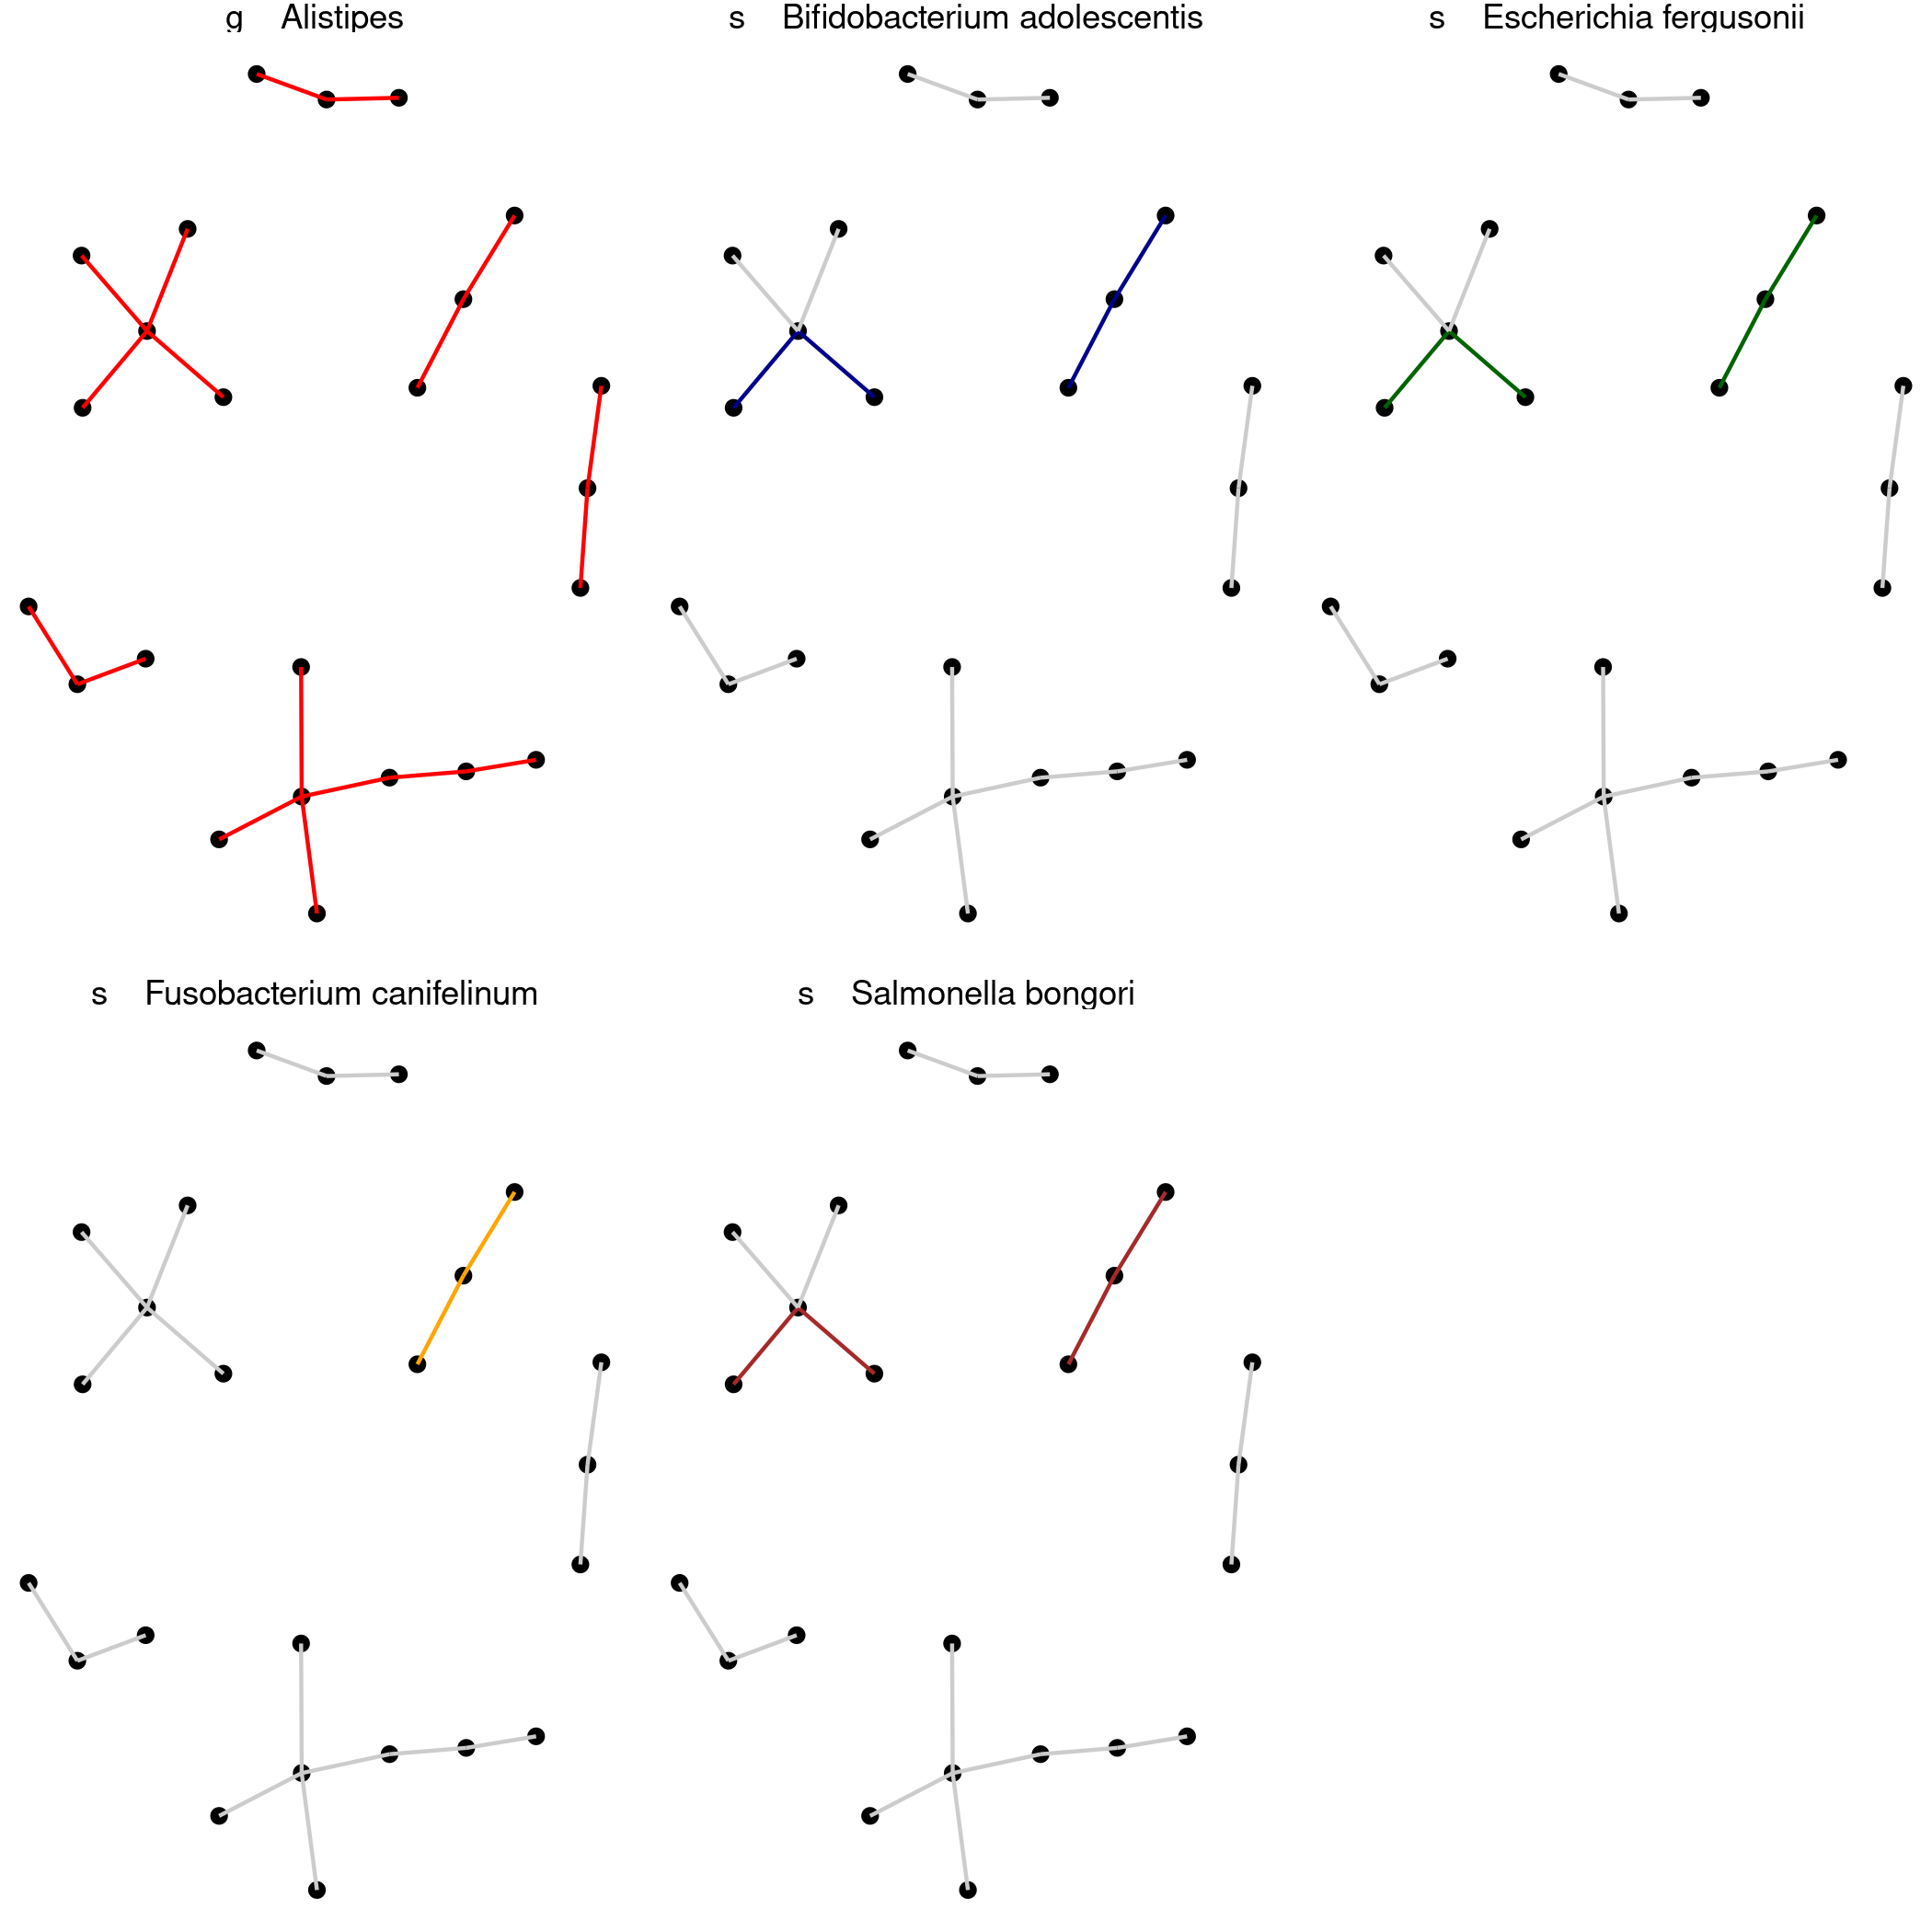 g Alistipes
s Bifidobacterium adolescentis
s Escherichia fergusonii
s Fusobacterium canifelinum
s Salmonella bongori